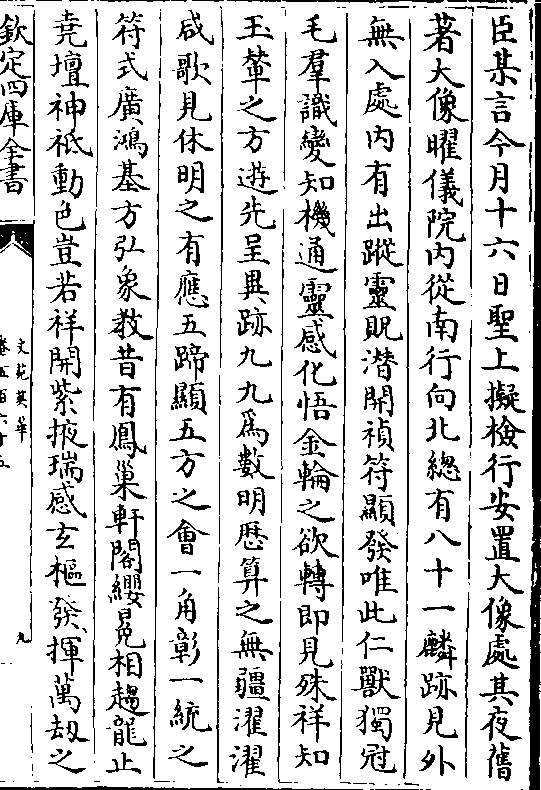 臣某言今月十六日聖上擬檢行安置大像處其夜舊
著大像曜儀院内從南行向北總有八十一麟跡見外
無入處内有出蹤靈貺潛開禎符顯發唯此仁獸獨冠
毛羣識變知機通靈感化悟金輪之欲轉即見殊祥知
玉輦之方遊先呈異跡九九為數明歴算之無疆濯濯
咸歌見休明之有應五蹄顯五方之會一角彰一統之
符式廣鴻基方弘象教昔有鳳巢軒閣纓冕相趨龍止
堯壇神祇動色豈若祥開紫掖瑞感玄樞發揮萬劫之
欽定四庫全書
文苑英華
卷五百六十五
九